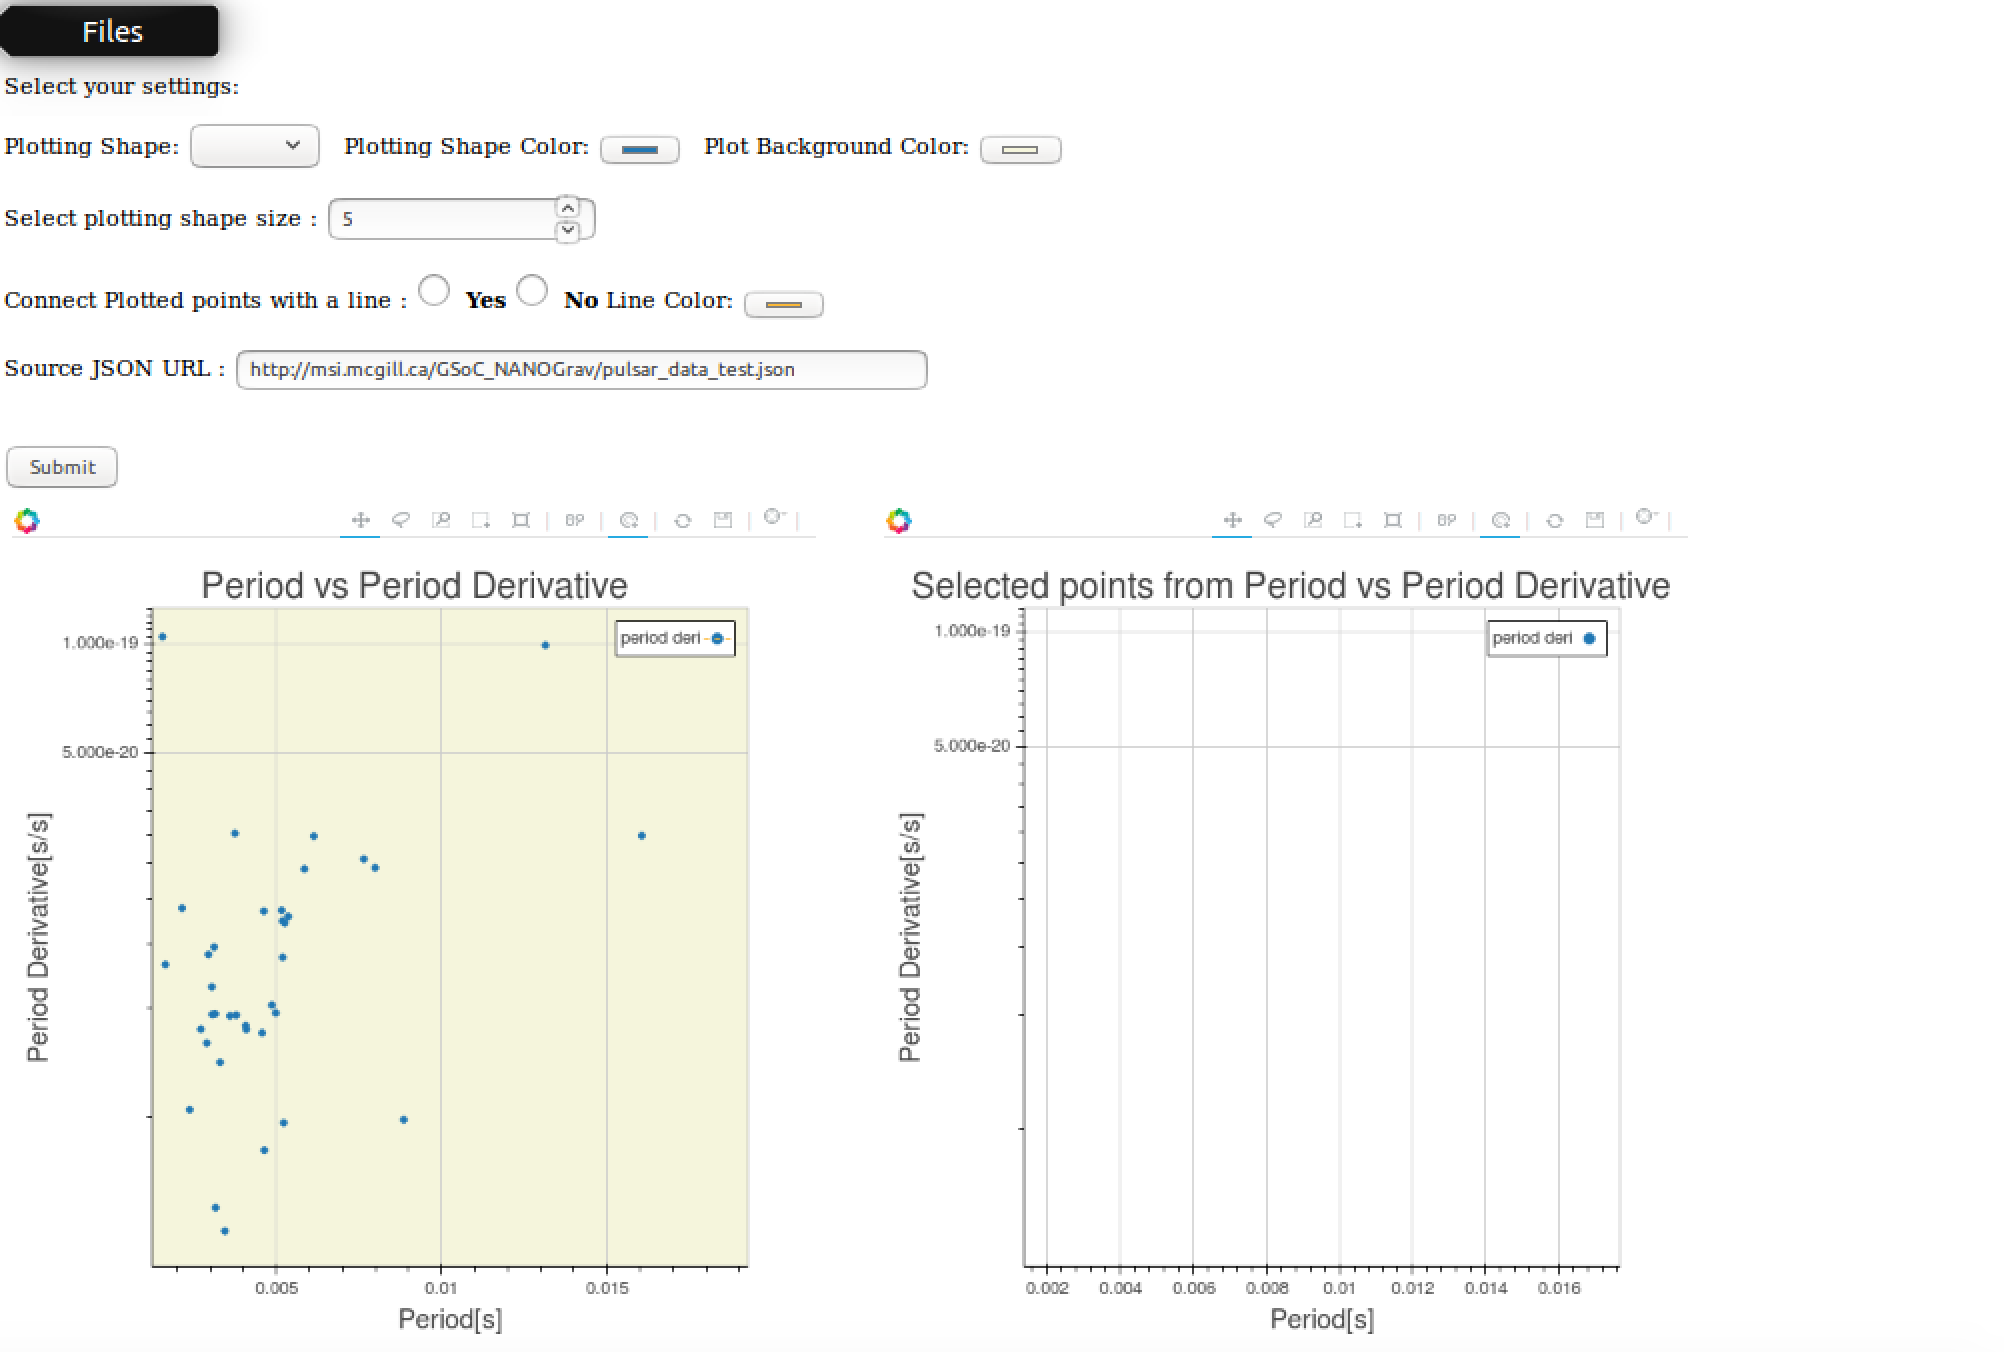 Files
Select your settings:
Plotting Shape: Plotting Shape Color: Plot Background Color:
Select plotting shape size : 5
Connect Plotted points with a line : Yes No Line Color:
Source JSON URL : http://msi.mcgill.ca/GSoC_NANOGrav/pulsar_data_test.json
Submit
Period vs Period Derivative
period deri
1.000e-19
5.000e-20
Period Derivative[s/s]
0.005 0.01 0.015
Period[s]
Selected points from Period vs Period Derivative
period deri
1.000e-19
5.000e-20
Period Derivative[s/s]
0.002 0.004 0.006 0.008 0.01 0.012 0.014 0.016
Period[s]